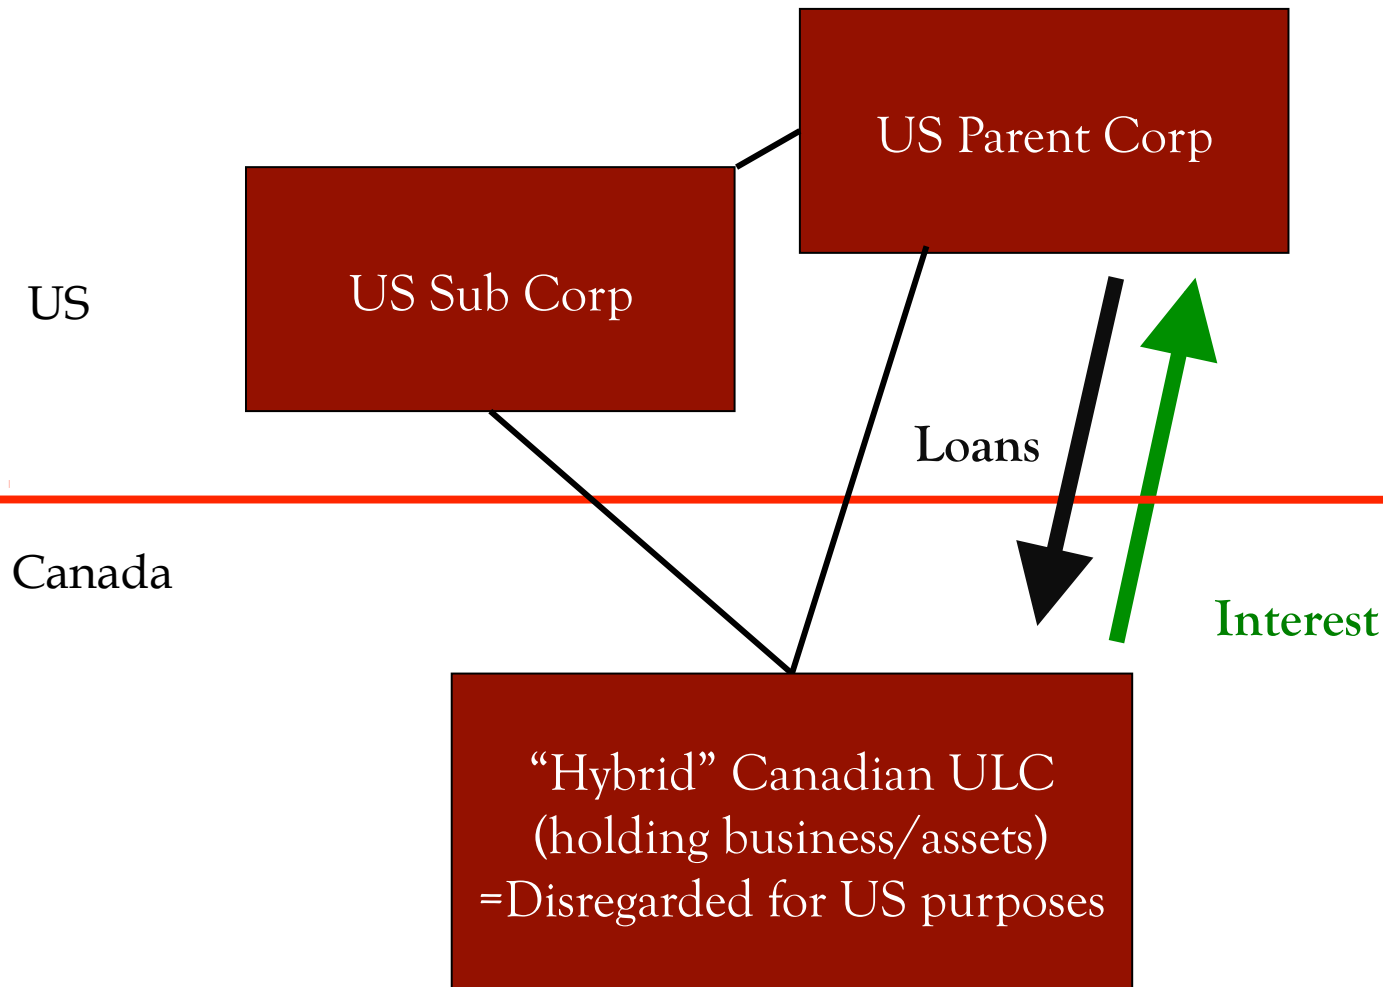 US Parent Corp
US Sub Corp
US
Loans
Canada
Interest
“Hybrid” Canadian ULC
(holding business/assets)
=Disregarded for US purposes